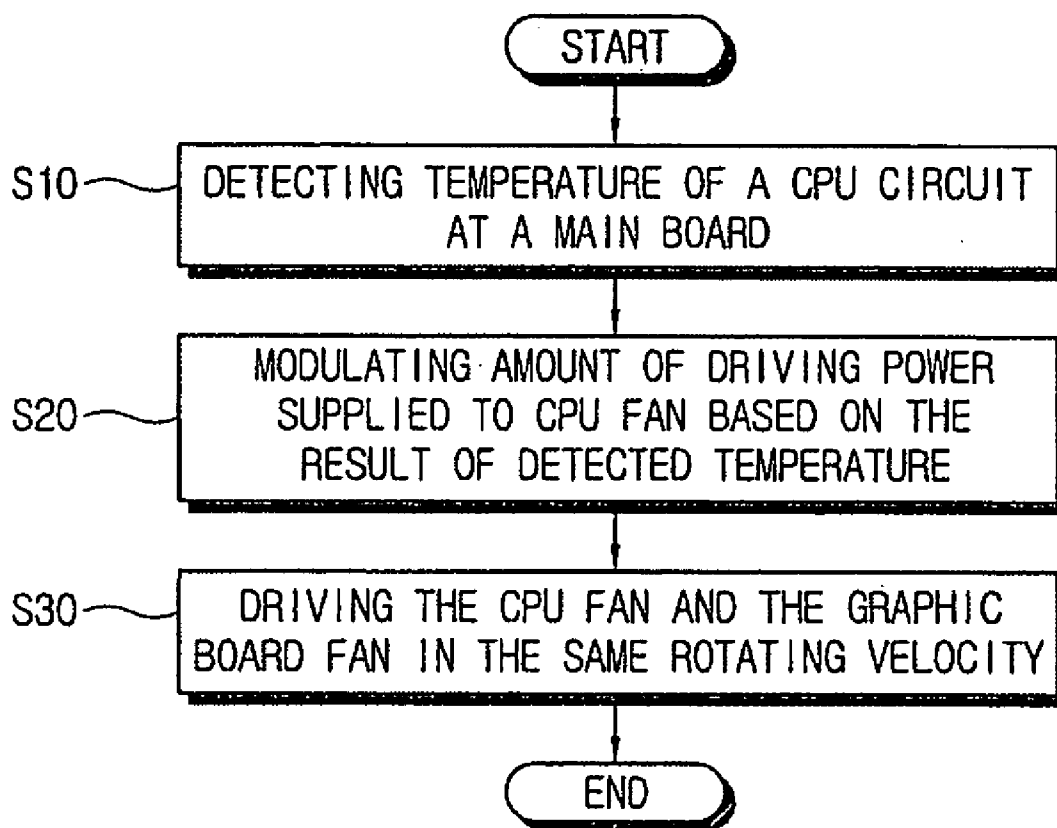 START
S10
DETECTING TEMPERATURE OF A CPU CIRCUIT
AT A MAIN BOARD
S20
MODULATING AMOUNT OF DRIVING POWER
SUPPLIED TO CPU FAN BASED ON THE
RESULT OF DETECTED TEMPERATURE
S30
DRIVING THE CPU FAN AND THE GRAPHIC
BOARD FAN IN THE SAME ROTATING VELOCITY
END